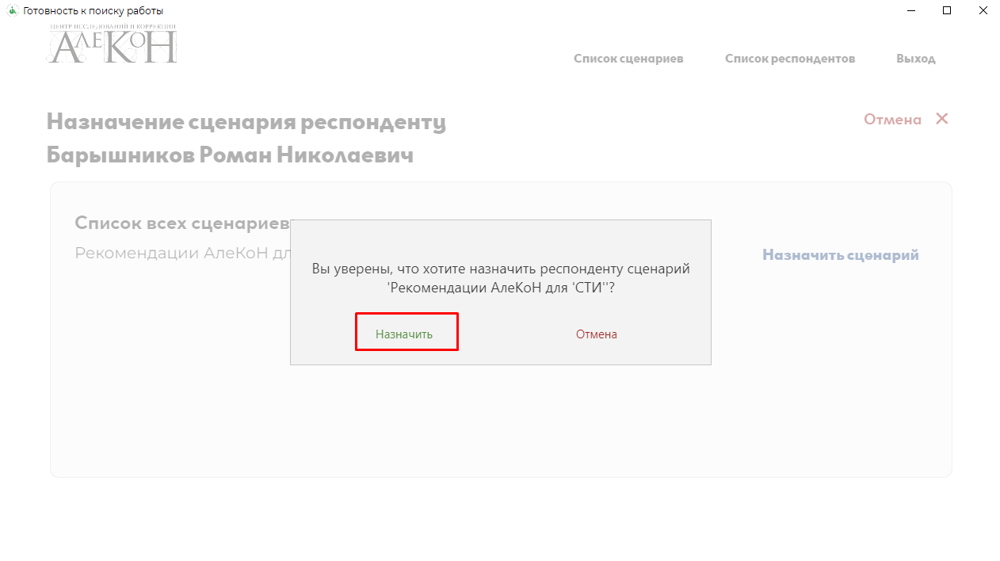 Готовность к поиску работы
ЦЕНТР ИССЛЕДОВАНИЙ И КОРРЕКЦИИ
АЛЕКОН
Список сценариев
Список респондентов
Выход
Назначение сценария респонденту
Барышников Роман Николаевич
Отмена
Список всех сценариев
Рекомендации АлеКоН дл
Назначить сценарий
Вы уверены, что хотите назначить респонденту сценарий
'Рекомендации АлеКоН для 'СТИ''?
Назначить
Отмена